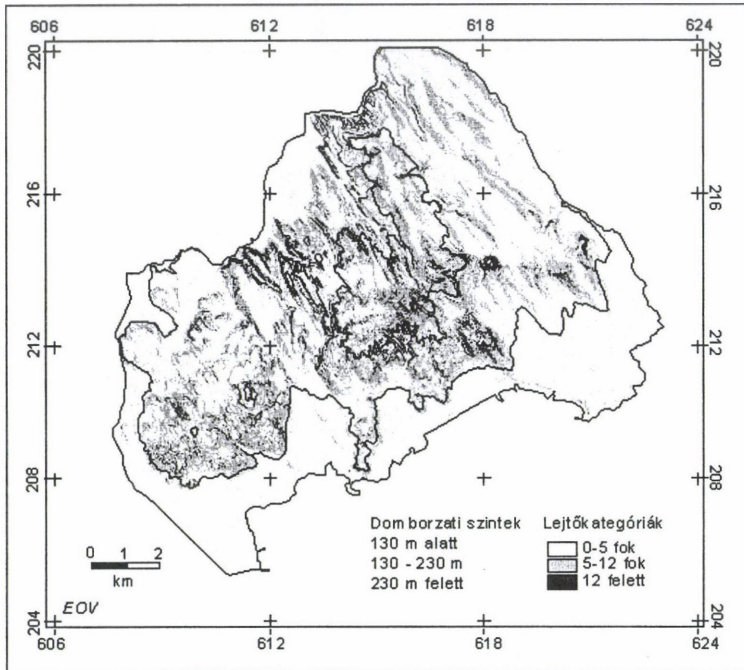 606 612 618 624
220 220
216 216
212 212
208 208
204 204
Domborzati szintek
130 m alatt
130 - 230 m
230 m felett
Lejtőkategóriák
0-5 fok
5-12 fok
12 felett
0 1 2
km
EOV
606 612 618 624